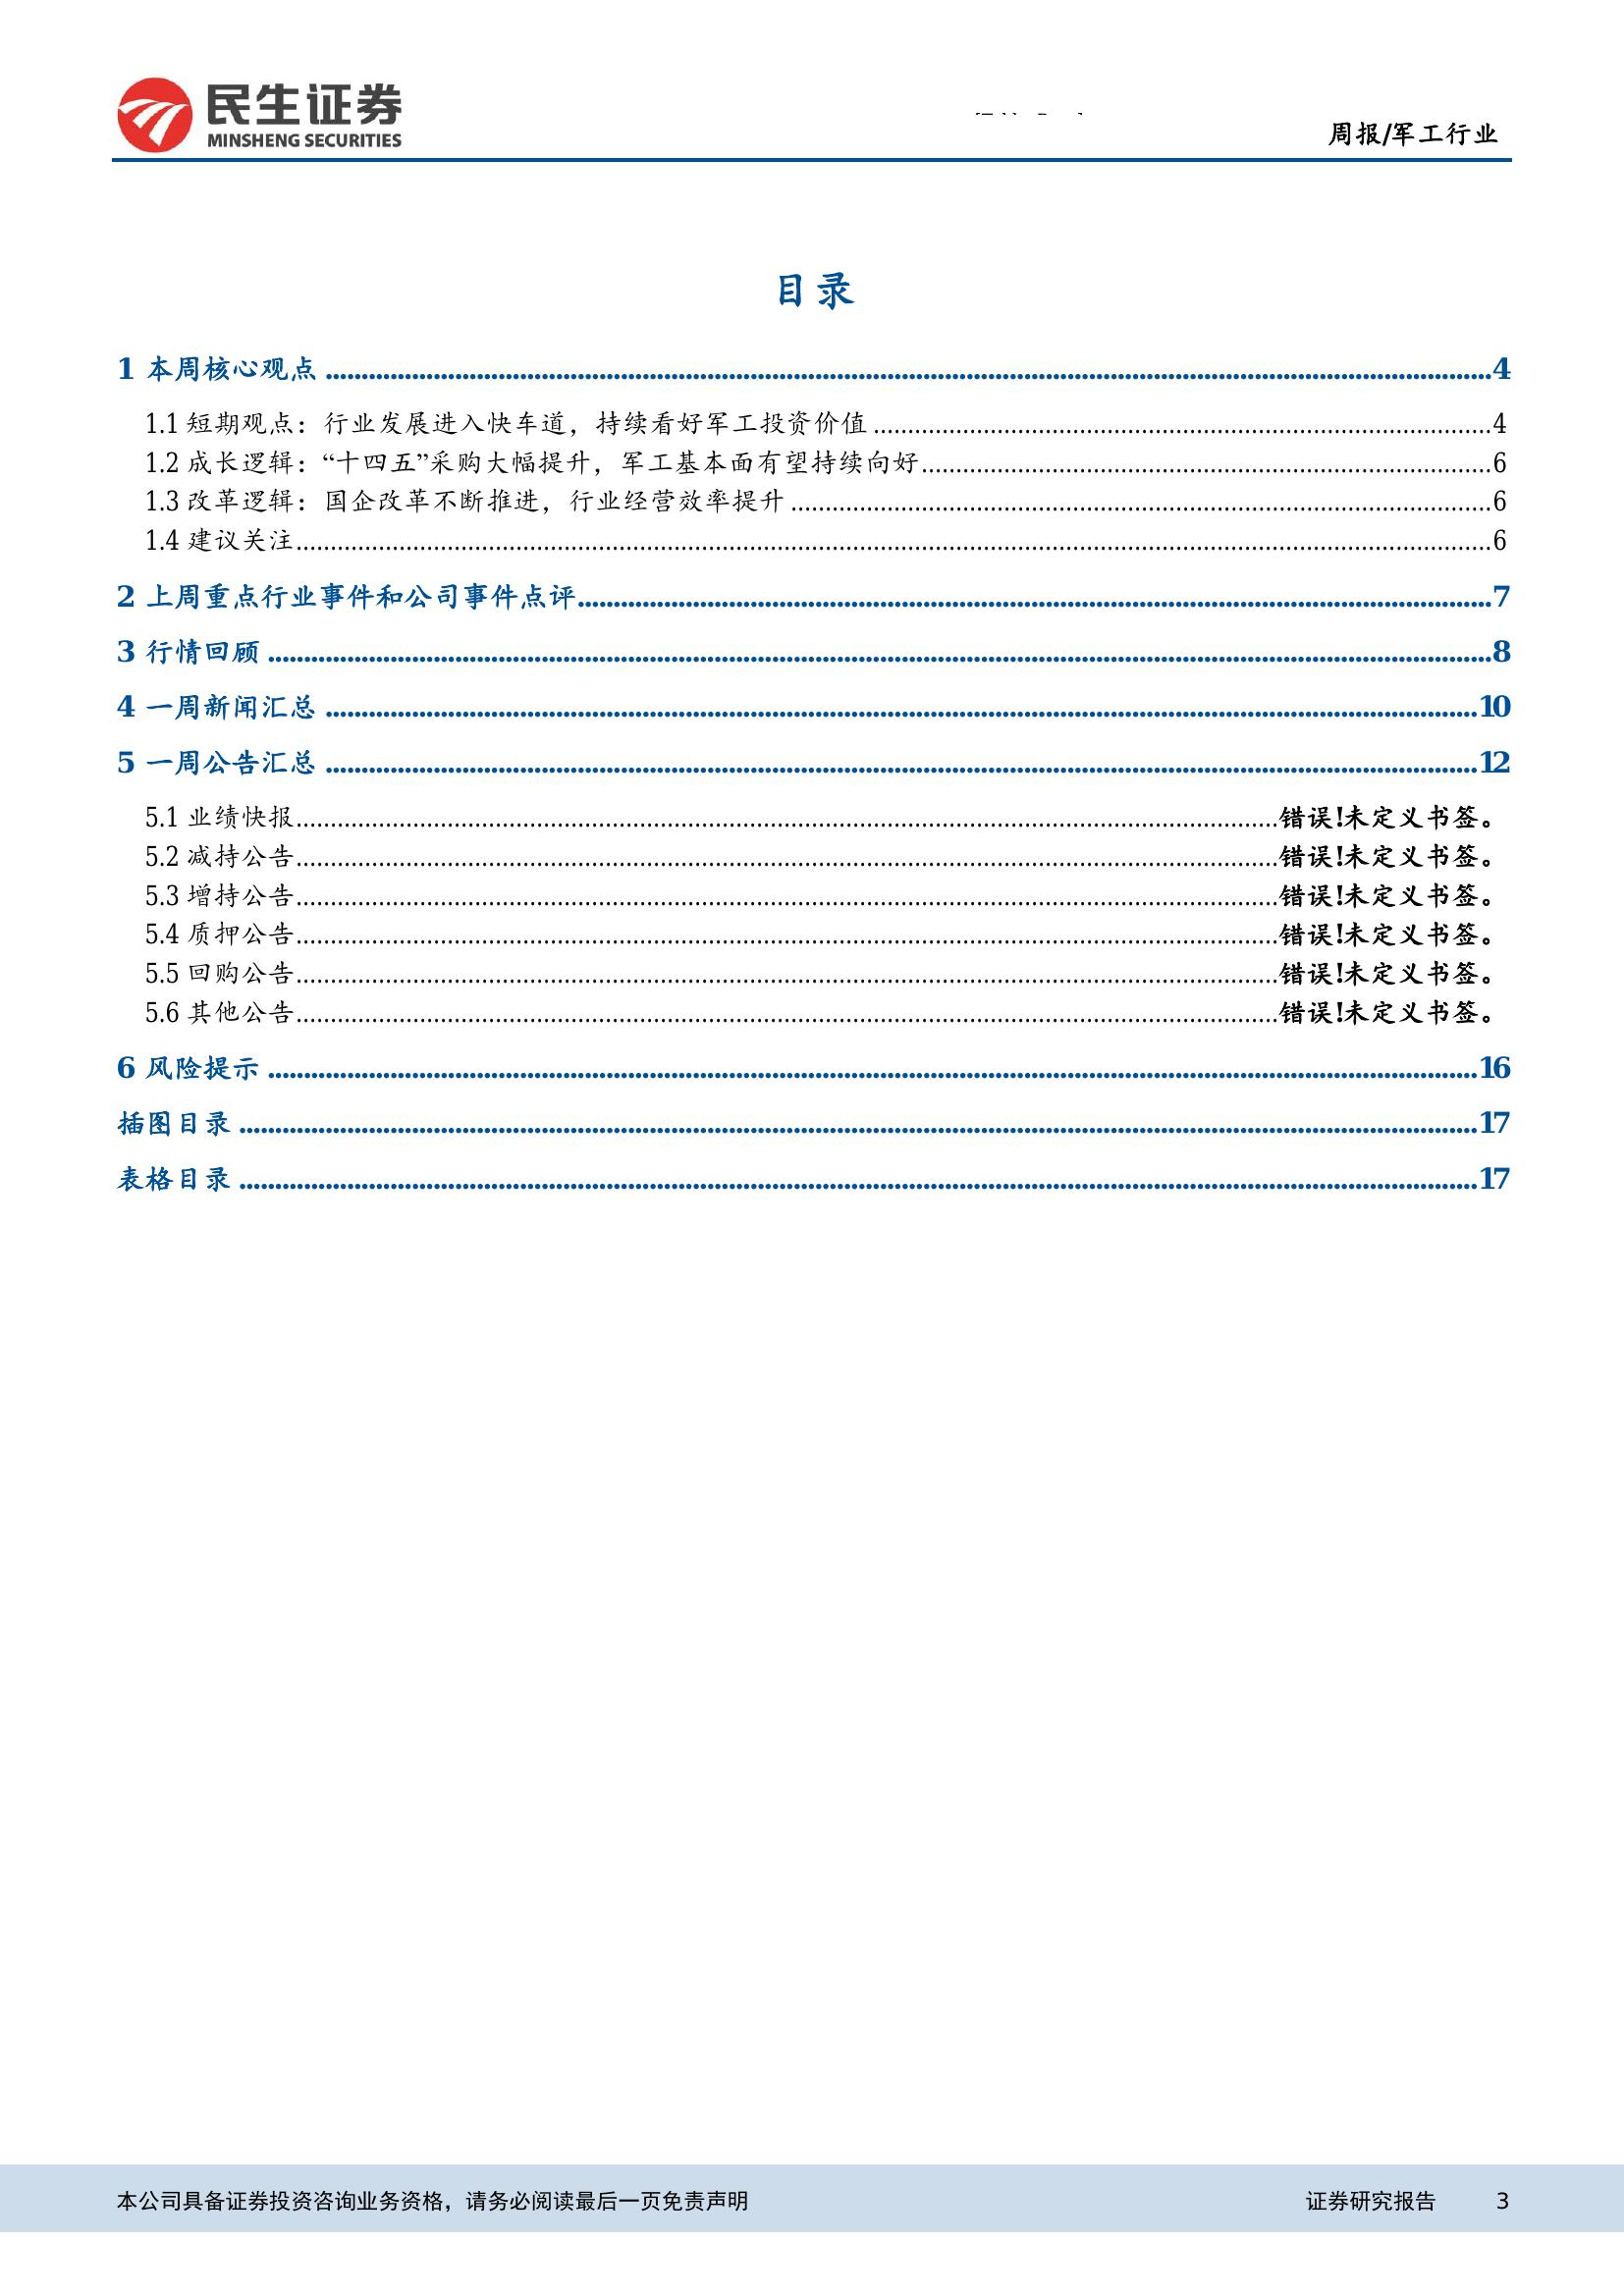 民生证券
MINSHENG SECURITIES
周报/军工行业
目录
1 本周核心观点 ........ 4
1.1 短期观点：行业发展进入快车道，持续看好军工投资价值 ........ 4
1.2 成长逻辑：“十四五”采购大幅提升，军工基本面有望持续向好 ........ 6
1.3 改革逻辑：国企改革不断推进，行业经营效率提升 ........ 6
1.4 建议关注 ........ 6
2 上周重点行业事件和公司事件点评 ........ 7
3 行情回顾 ........ 8
4 一周新闻汇总 ........ 10
5 一周公告汇总 ........ 12
5.1 业绩快报 ........ 错误!未定义书签。
5.2 减持公告 ........ 错误!未定义书签。
5.3 增持公告 ........ 错误!未定义书签。
5.4 质押公告 ........ 错误!未定义书签。
5.5 回购公告 ........ 错误!未定义书签。
5.6 其他公告 ........ 错误!未定义书签。
6 风险提示 ........ 16
插图目录 ........ 17
表格目录 ........ 17
本公司具备证券投资咨询业务资格，请务必阅读最后一页免责声明 证券研究报告 3